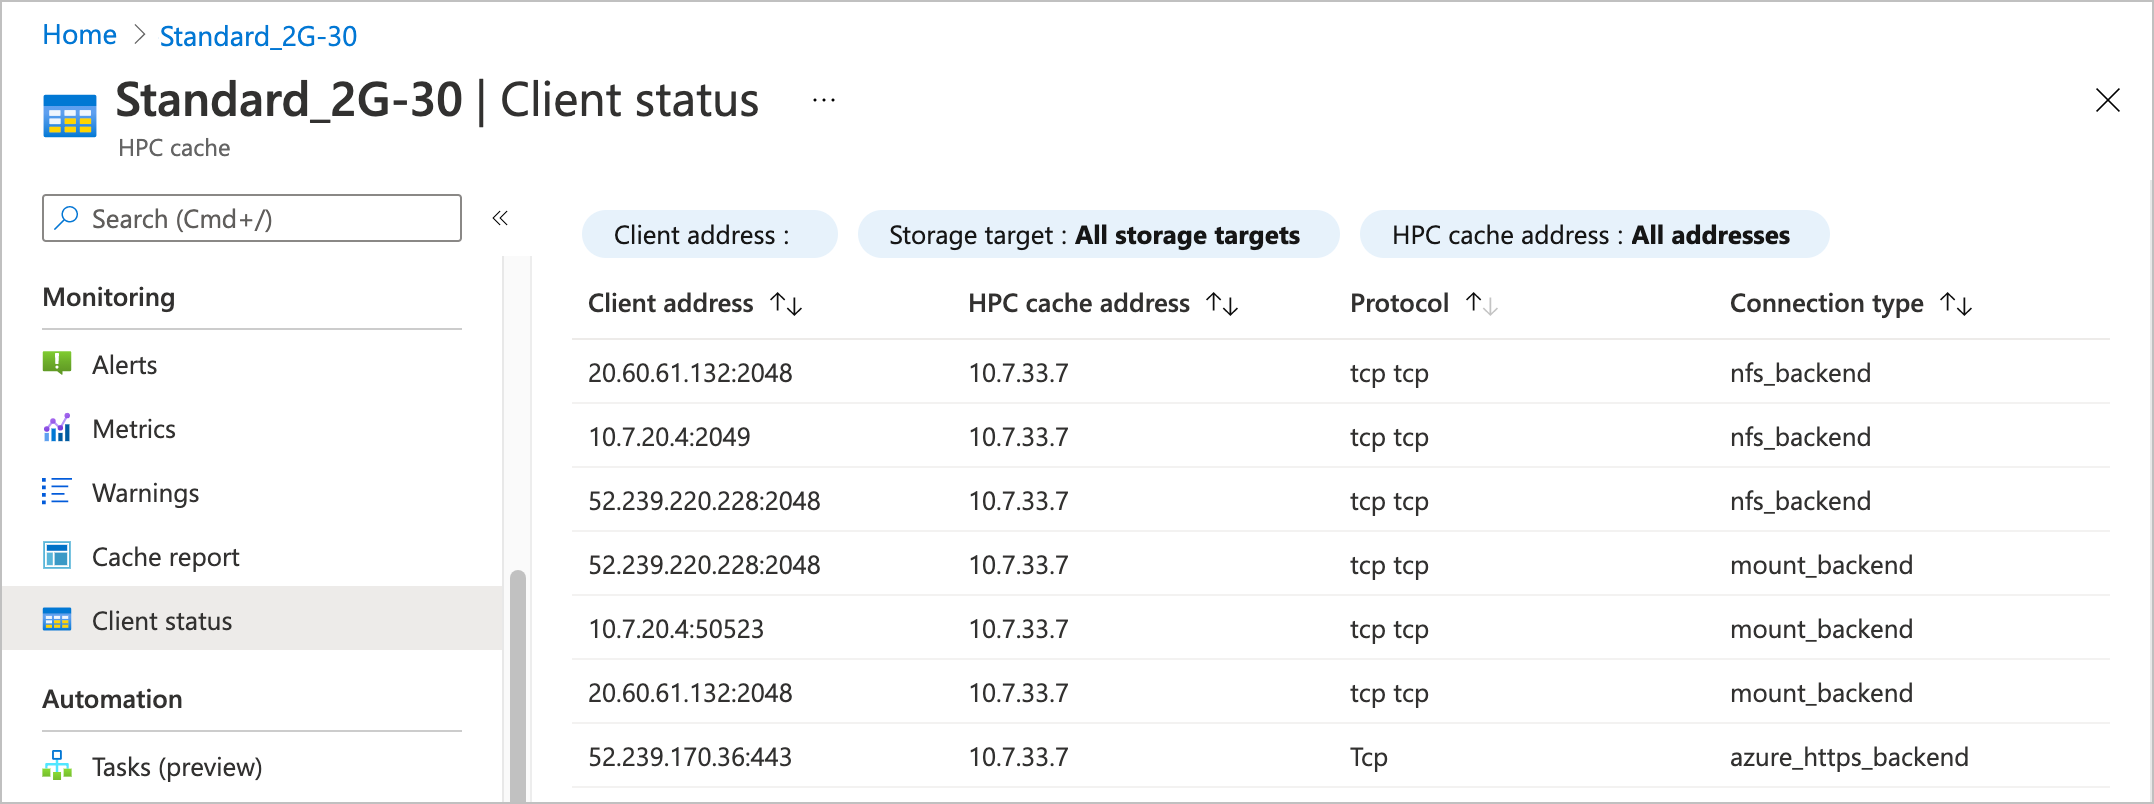 Home > Standard_2G-30
Standard_2G-30 | Client status ...
HPC cache
Search (Cmd+/) «
Monitoring
Alerts
Metrics
Warnings
Cache report
Client status
Automation
Tasks (preview)
Client address : Storage target : All storage targets HPC cache address : All addresses
Client address ↑↓ HPC cache address ↑↓ Protocol ↑↓ Connection type ↑↓
20.60.61.132:2048 10.7.33.7 tcp tcp nfs_backend
10.7.20.4:2049 10.7.33.7 tcp tcp nfs_backend
52.239.220.228:2048 10.7.33.7 tcp tcp nfs_backend
52.239.220.228:2048 10.7.33.7 tcp tcp mount_backend
10.7.20.4:50523 10.7.33.7 tcp tcp mount_backend
20.60.61.132:2048 10.7.33.7 tcp tcp mount_backend
52.239.170.36:443 10.7.33.7 Tcp azure_https_backend